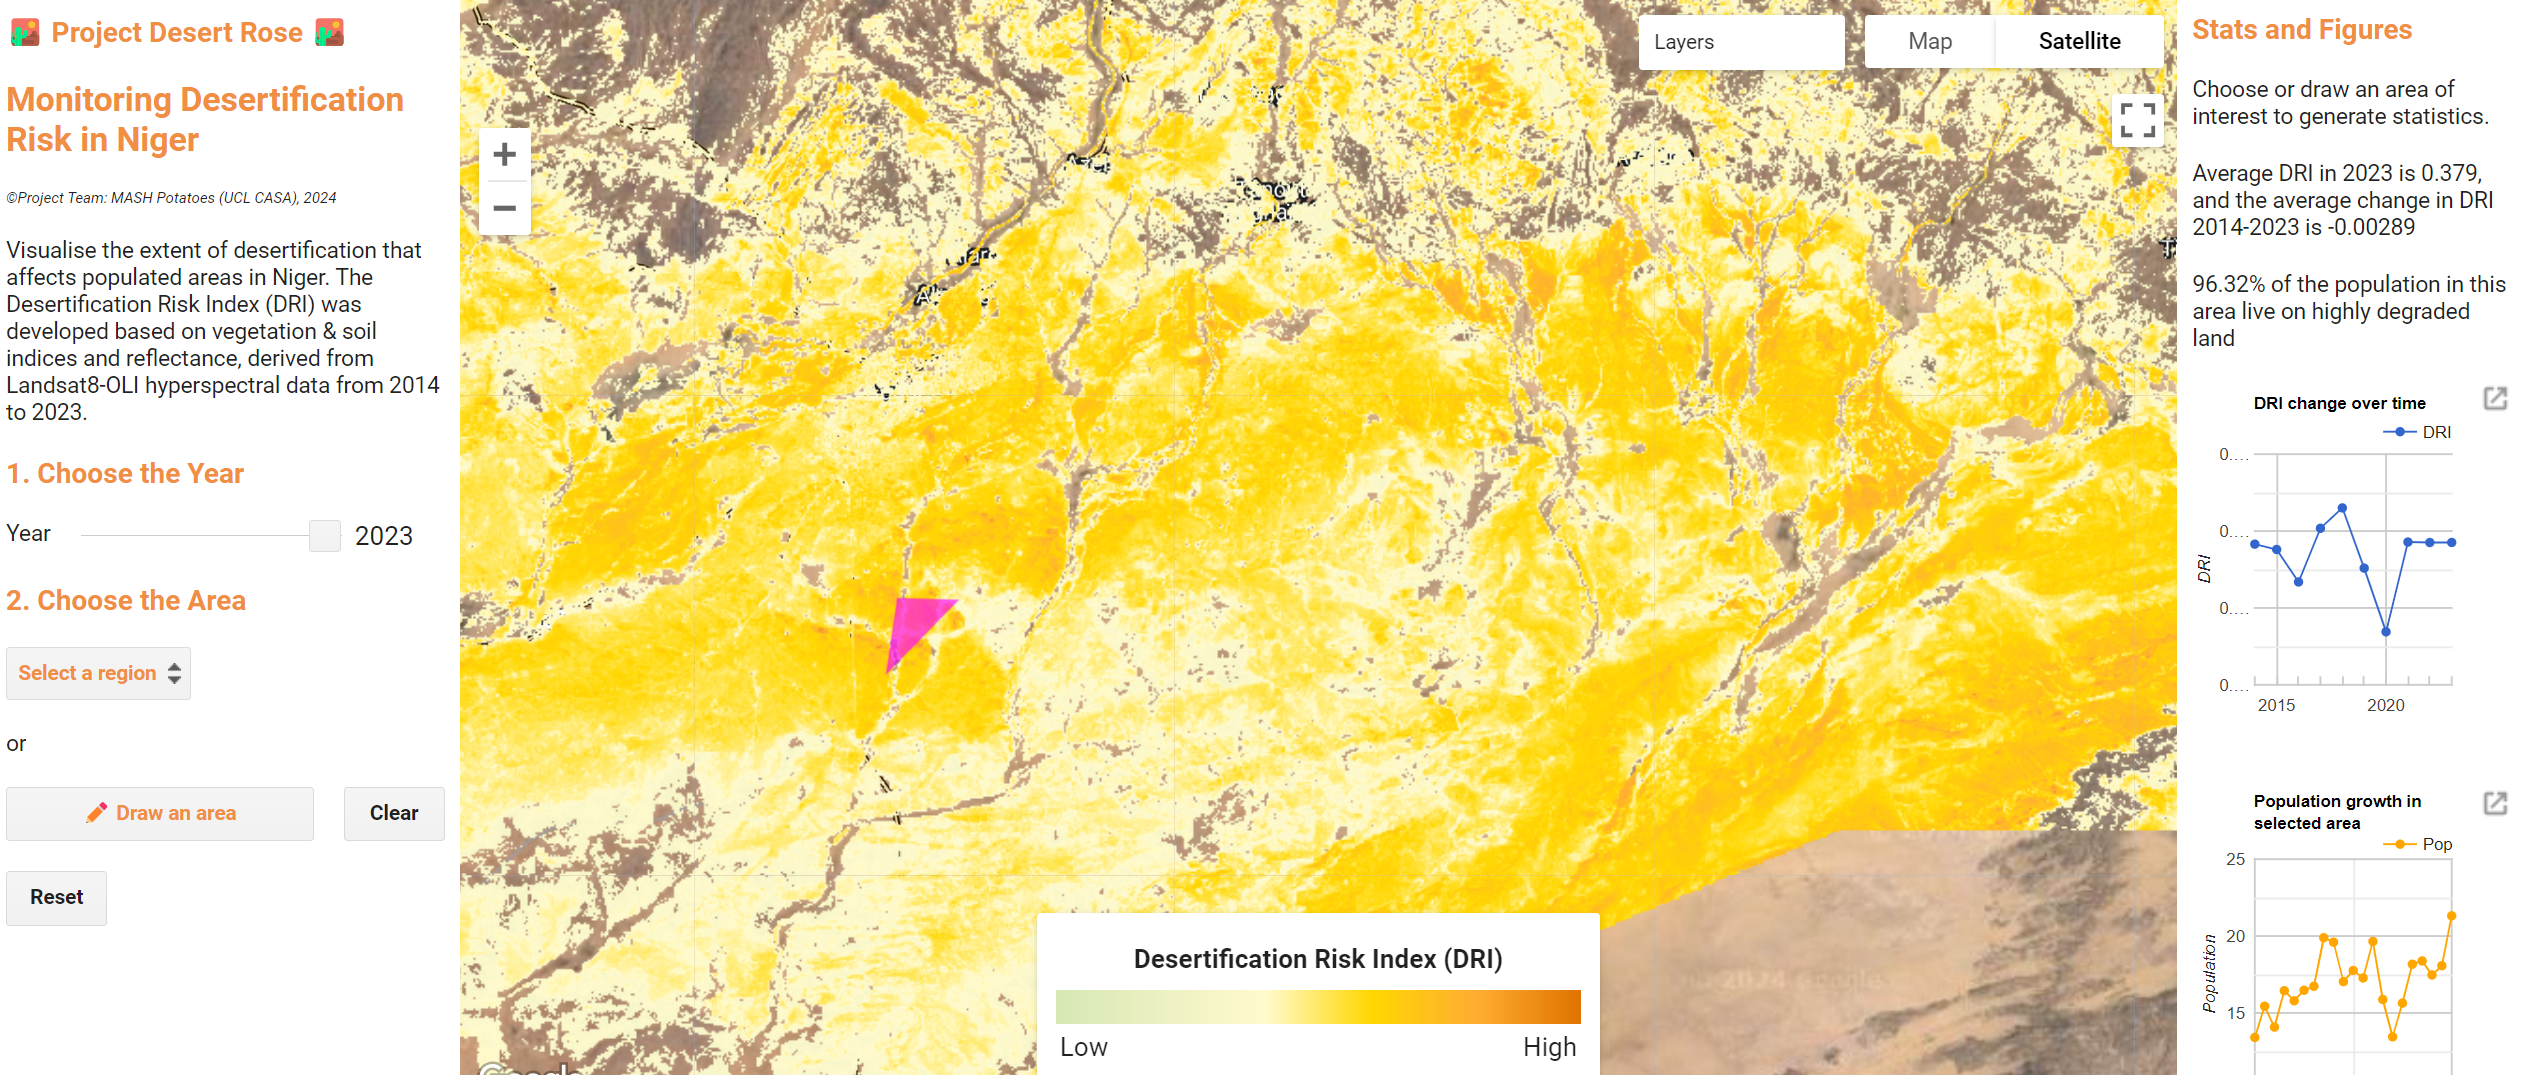 Project Desert Rose
Monitoring Desertification
Risk in Niger
©Project Team: MASH Potatoes (UCL CASA), 2024
Visualise the extent of desertification that
affects populated areas in Niger. The
Desertification Risk Index (DRI) was
developed based on vegetation & soil
indices and reflectance, derived from
Landsat8-OLI hyperspectral data from 2014
to 2023.
1. Choose the Year
Year 2023
2. Choose the Area
Select a region
or
Draw an area
Clear
Reset
Layers
Map Satellite
Desertification Risk Index (DRI)
Low High
Google
Stats and Figures
Choose or draw an area of
interest to generate statistics.
Average DRI in 2023 is 0.379,
and the average change in DRI
2014-2023 is -0.00289
96.32% of the population in this
area live on highly degraded
land
DRI change over time
DRI
0....
0....
0....
0....
DRI
2015 2020
Population growth in
selected area
Pop
25
20
15
Population